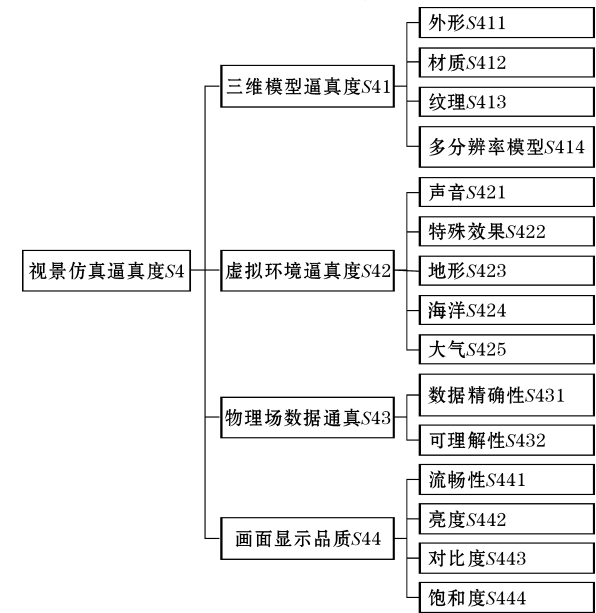 外形S411
材质S412
三维模型逼真度S41
纹理S413
多分辨率模型S414
声音S421
特殊效果S422
视景仿真逼真度S4
虚拟环境逼真度S42
地形S423
海洋S424
大气S425
数据精确性S431
物理场数据通真S43
可理解性S432
流畅性S441
亮度S442
画面显示品质S44
对比度S443
饱和度S444